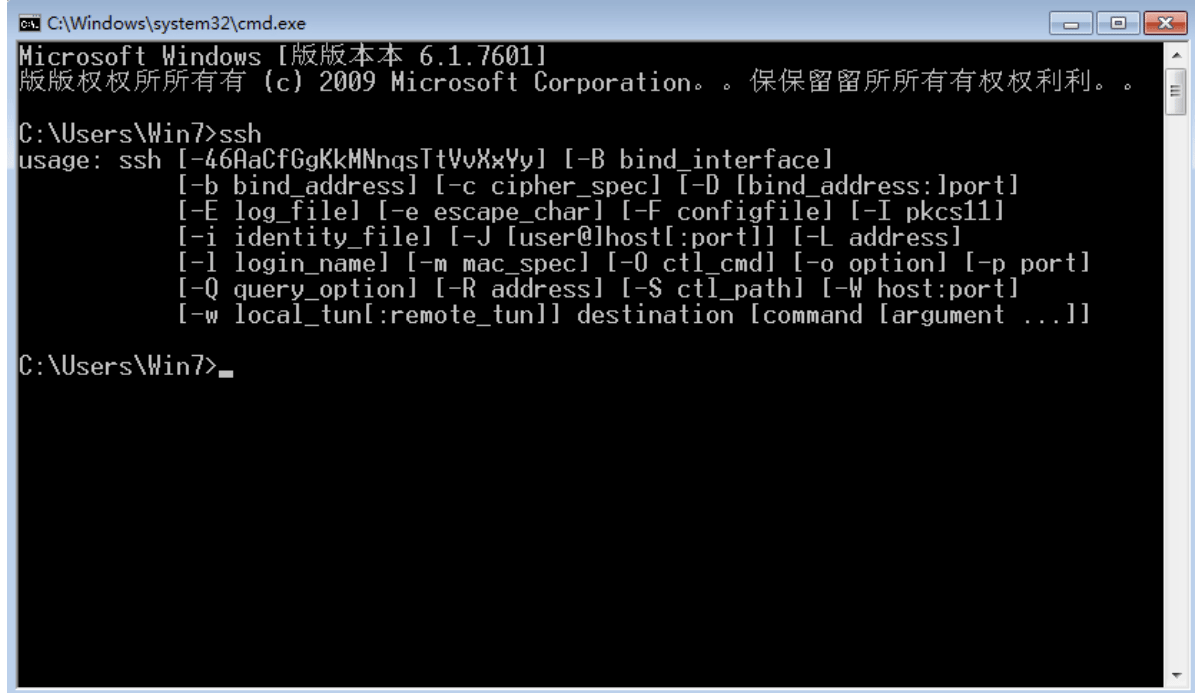 C:\Windows\system32\cmd.exe
Microsoft Windows [版版本本 6.1.7601]
版版权权所所有有 (c) 2009 Microsoft Corporation。。保保留留所所有有权权利利。。
C:\Users\Win7>ssh
usage: ssh [-46AaCfGgKkMNnqsTtVvXxYy] [-B bind_interface]
           [-b bind_address] [-c cipher_spec] [-D [bind_address:]port]
           [-E log_file] [-e escape_char] [-F configfile] [-I pkcs11]
           [-i identity_file] [-J [user@]host[:port]] [-L address]
           [-l login_name] [-m mac_spec] [-O ctl_cmd] [-o option] [-p port]
           [-Q query_option] [-R address] [-S ctl_path] [-W host:port]
           [-w local_tun[:remote_tun]] destination [command [argument ...]]
C:\Users\Win7>